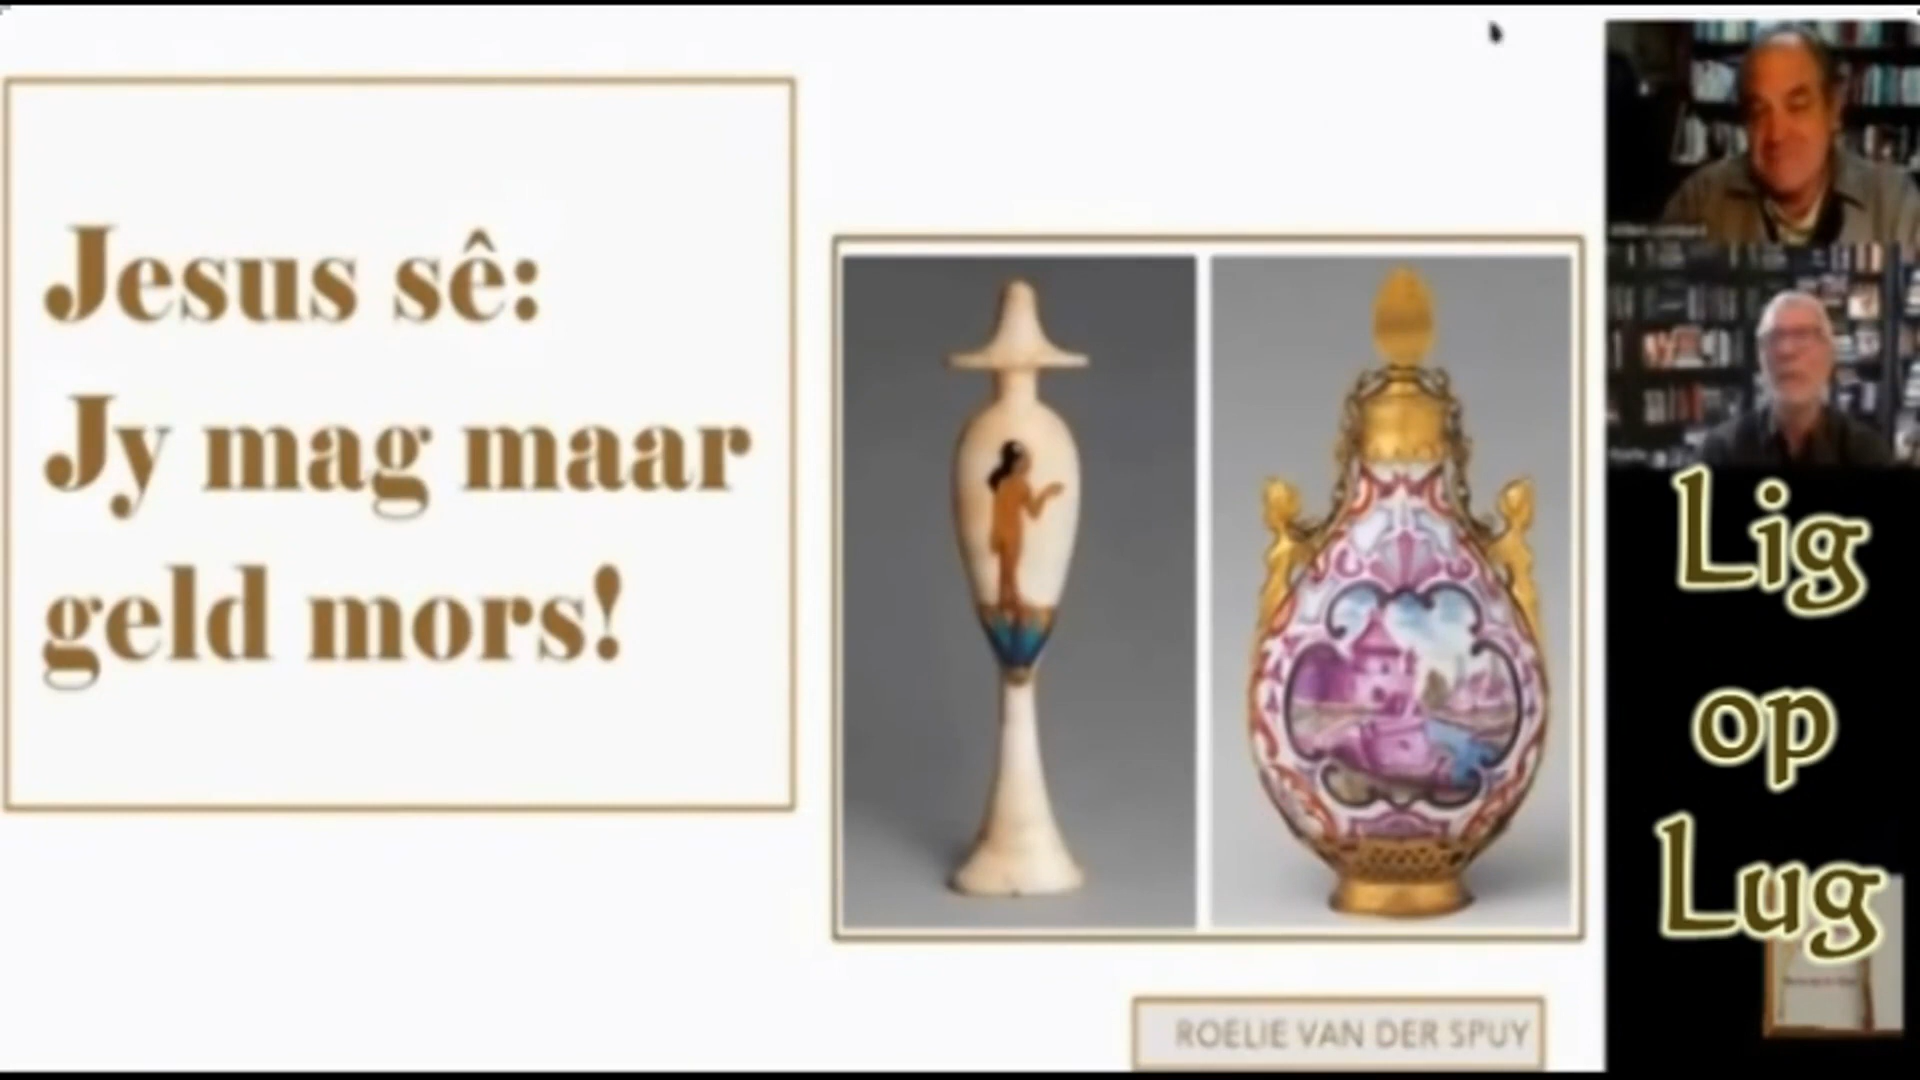 Jesus sê:
Jy mag maar
geld mors!
ROELIE VAN DER SPUY
Lig
op
Lug